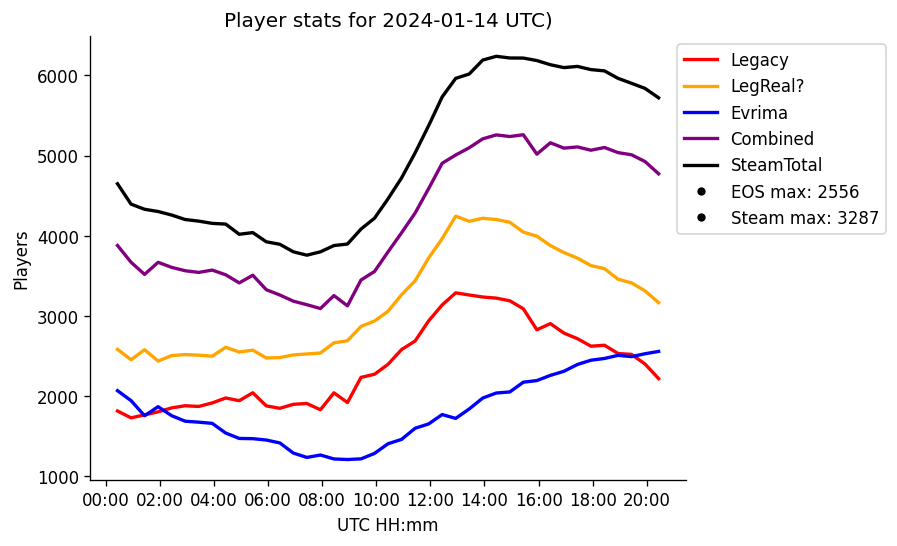 Player stats for 2024-01-14 UTC)
Legacy
LegReal?
Evrima
Combined
SteamTotal
EOS max: 2556
Steam max: 3287
Players
6000
5000
4000
3000
2000
1000
00:00 02:00 04:00 06:00 08:00 10:00 12:00 14:00 16:00 18:00 20:00
UTC HH:mm